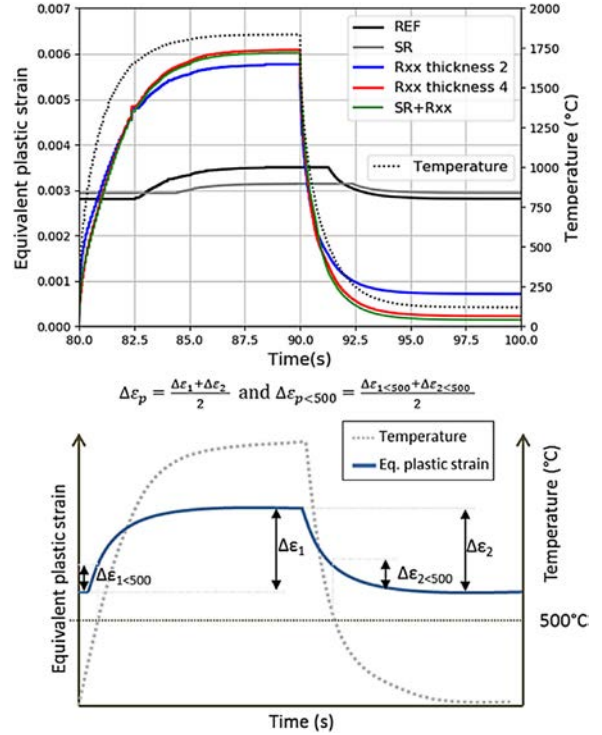 REF
SR
Rxx thickness 2
Rxx thickness 4
SR+Rxx
Temperature
Equivalent plastic strain
0.007
0.006
0.005
0.004
0.003
0.002
0.001
0.000
2000
1750
1500
1250
1000
750
500
250
0
Temperature (°C)
80.0 82.5 85.0 87.5 90.0 92.5 95.0 97.5 100.0
Time(s)
Δε_p = (Δε₁+Δε₂)/2 and Δε_p<500 = (Δε_1<500+Δε_2<500)/2
Temperature
Eq. plastic strain
Equivalent plastic strain
Temperature (°C)
Δε_1<500
Δε₁
Δε_2<500
Δε₂
500°C
Time (s)